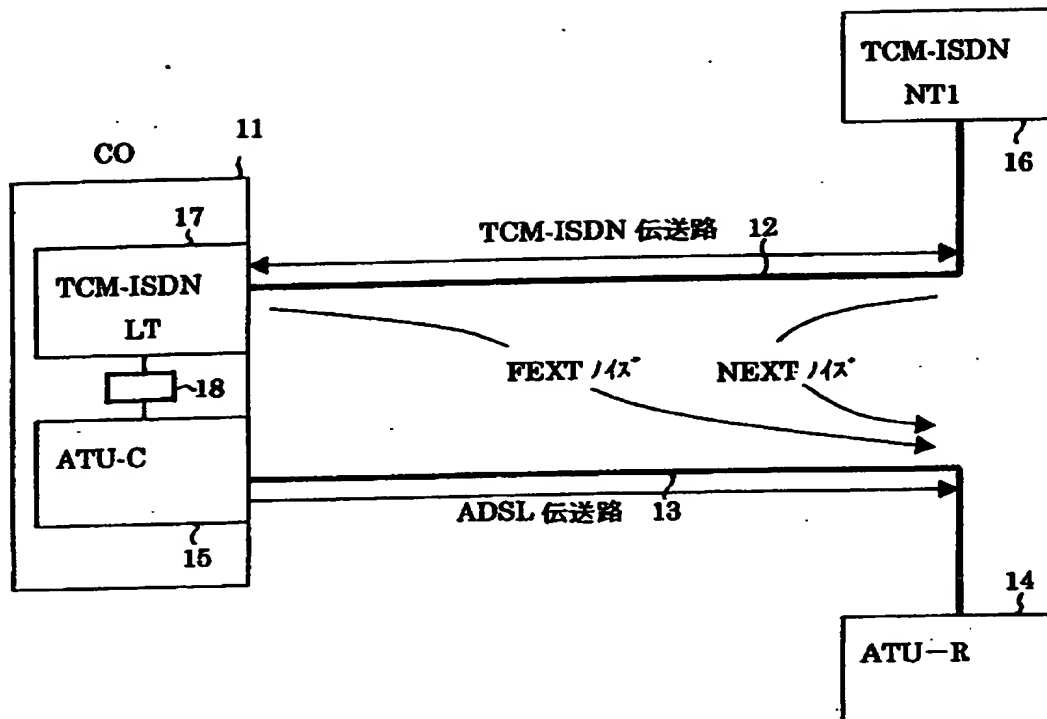 TCM-ISDN
NT1
16
CO
11
17
TCM-ISDN 伝送路
12
TCM-ISDN
LT
FEXT ノイズ
NEXT ノイズ
18
ATU-C
ADSL 伝送路
13
15
14
ATU-R